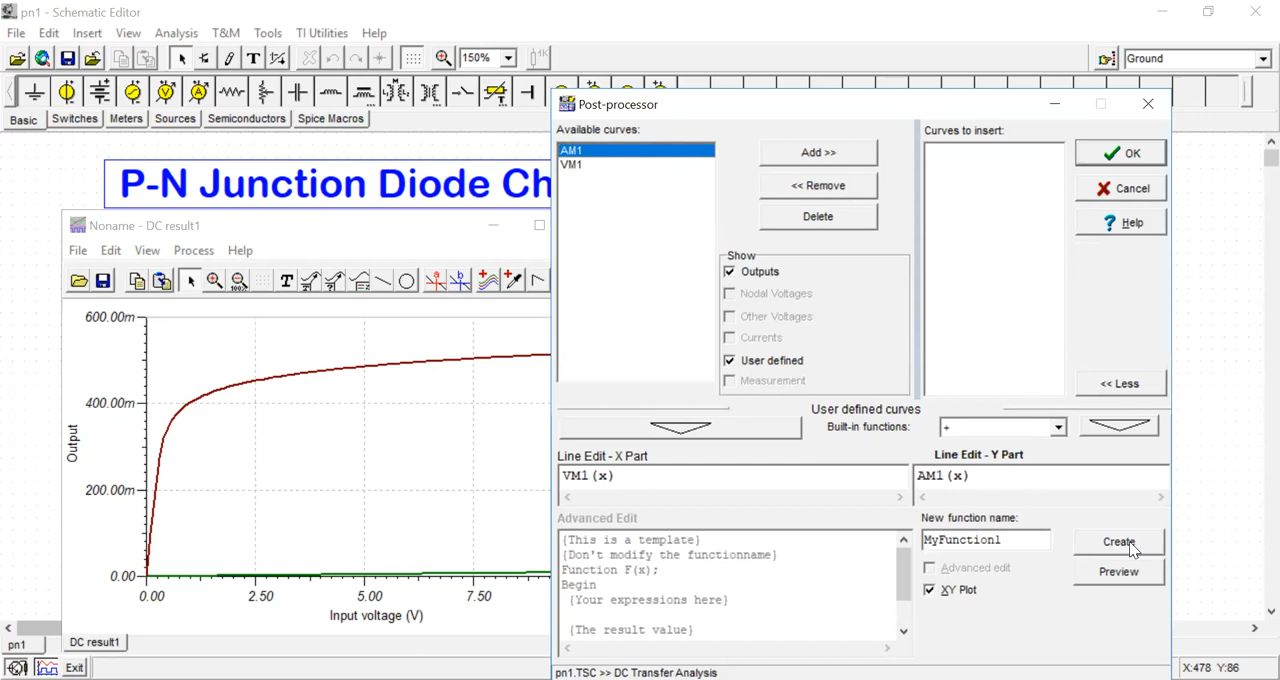 pn1 - Schematic Editor
File Edit Insert View Analysis T&M Tools TI Utilities Help
150% Ground
Basic Switches Meters Sources Semiconductors Spice Macros
P-N Junction Diode Ch
Noname - DC result1
File Edit View Process Help
600.00m
400.00m
Output
200.00m
0.00
0.00 2.50 5.00 7.50
Input voltage (V)
DC result1
pn1
Exit
X:478 Y:86
Post-processor
Available curves:
AM1
VM1
Add >>
<< Remove
Delete
Show
Outputs
Nodal Voltages
Other Voltages
Currents
User defined
Measurement
Curves to insert:
OK
Cancel
Help
<< Less
User defined curves
Built-in functions: +
Line Edit - X Part
VM1(x)
Line Edit - Y Part
AM1(x)
Advanced Edit
{This is a template}
{Don't modify the functionname}
Function F(x);
Begin
{Your expressions here}
{The result value}
New function name:
MyFunction1
Create
Advanced edit
Preview
XY Plot
pn1.TSC >> DC Transfer Analysis